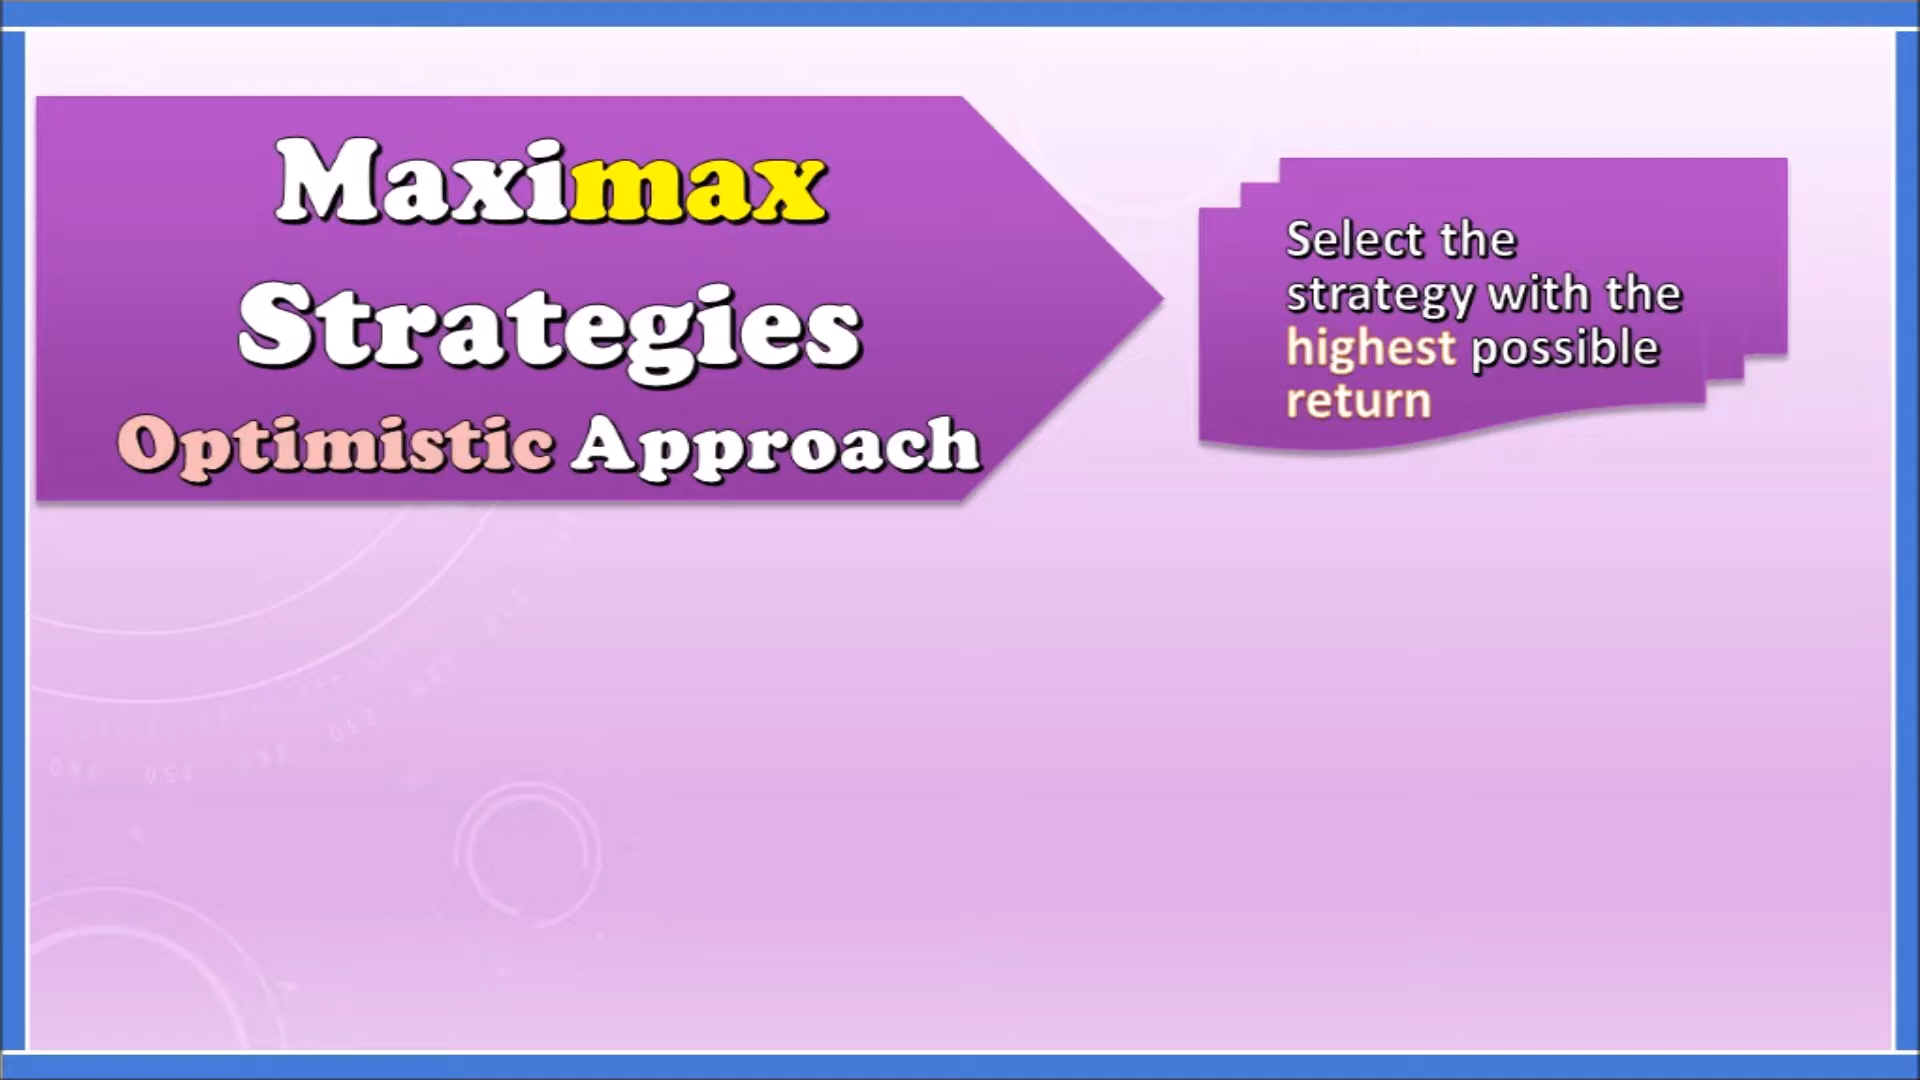 Maximax
Strategies
Optimistic Approach
Select the
strategy with the
highest possible
return